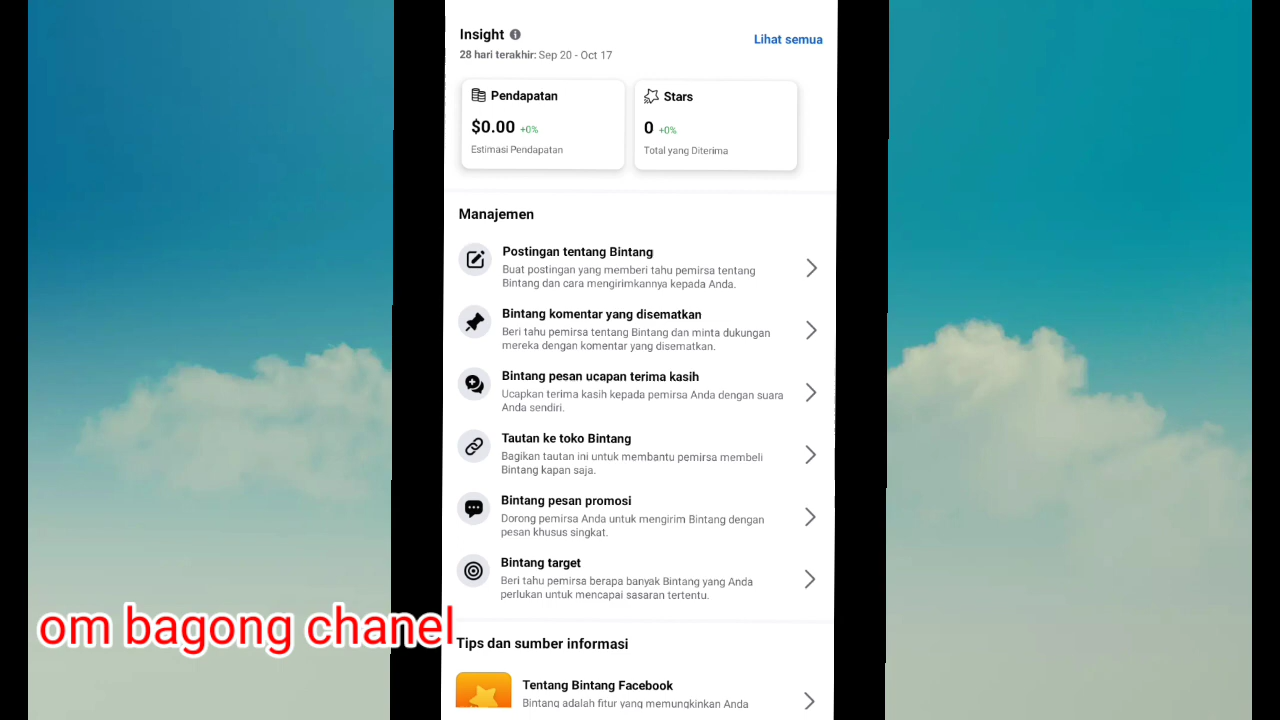 Insight
Lihat semua
28 hari terakhir: Sep 20 - Oct 17
Pendapatan
$0.00 +0%
Estimasi Pendapatan
Stars
0 +0%
Total yang Diterima
Manajemen
Postingan tentang Bintang
Buat postingan yang memberi tahu pemirsa tentang
Bintang dan cara mengirimkannya kepada Anda.
Bintang komentar yang disematkan
Beri tahu pemirsa tentang Bintang dan minta dukungan
mereka dengan komentar yang disematkan.
Bintang pesan ucapan terima kasih
Ucapkan terima kasih kepada pemirsa Anda dengan suara
Anda sendiri.
Tautan ke toko Bintang
Bagikan tautan ini untuk membantu pemirsa membeli
Bintang kapan saja.
Bintang pesan promosi
Dorong pemirsa Anda untuk mengirim Bintang dengan
pesan khusus singkat.
Bintang target
Beri tahu pemirsa berapa banyak Bintang yang Anda
perlukan untuk mencapai sasaran tertentu.
om bagong chanel
Tips dan sumber informasi
Tentang Bintang Facebook
Bintang adalah fitur yang memungkinkan Anda